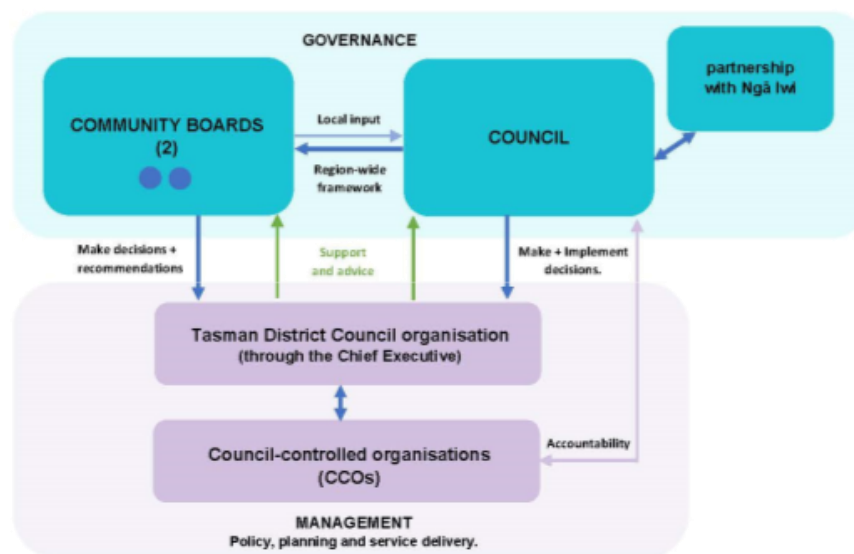 GOVERNANCE
partnership
with Ngā Iwi
COMMUNITY BOARDS
(2)
Local input
Region-wide
framework
COUNCIL
Make decisions +
recommendations
Support
and advice
Make + Implement
decisions.
Tasman District Council organisation
(through the Chief Executive)
Council-controlled organisations
(CCOs)
Accountability
MANAGEMENT
Policy, planning and service delivery.